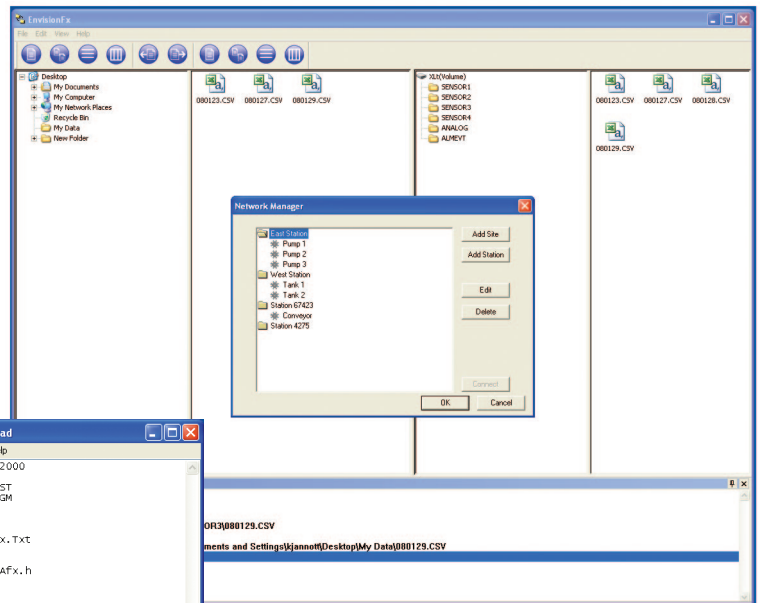 EnvisionFx
File Edit View Help
Desktop
My Documents
My Computer
My Network Places
Recycle Bin
My Data
New Folder
080123.CSV 080127.CSV 080129.CSV
XLt(Volume)
SENSOR1
SENSOR2
SENSOR3
SENSOR4
ANALOG
ALMEVT
080123.CSV 080127.CSV 080128.CSV
080129.CSV
Network Manager
East Station
Pump 1
Pump 2
Pump 3
West Station
Tank 1
Tank 2
Station 67423
Conveyor
Station 4275
Add Site
Add Station
Edit
Delete
Connect
OK Cancel
ad
lp
2000
ST
GM
x.Txt
Afx.h
OR3\080129.CSV
ments and Settings\kjannott\Desktop\My Data\080129.CSV